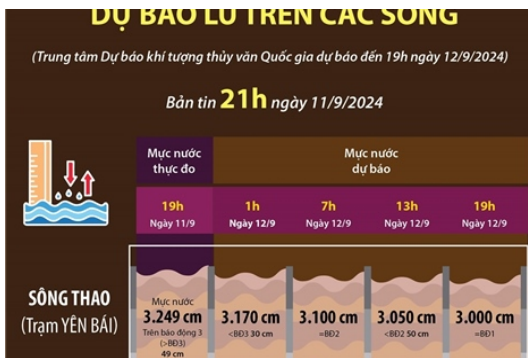 DỰ BÁO LŨ TRÊN CÁC SÔNG
(Trung tâm Dự báo khí tượng thủy văn Quốc gia dự báo đến 19h ngày 12/9/2024)
Bản tin 21h ngày 11/9/2024
Mực nước thực đo
Mực nước dự báo
19h 1h 7h 13h 19h
Ngày 11/9 Ngày 12/9 Ngày 12/9 Ngày 12/9 Ngày 12/9
SÔNG THAO
(Trạm YÊN BÁI)
Mực nước
3.249 cm
Trên báo động 3
(>BĐ3)
49 cm
3.170 cm
<BĐ3 30 cm
3.100 cm
=BĐ2
3.050 cm
<BĐ2 50 cm
3.000 cm
=BĐ1